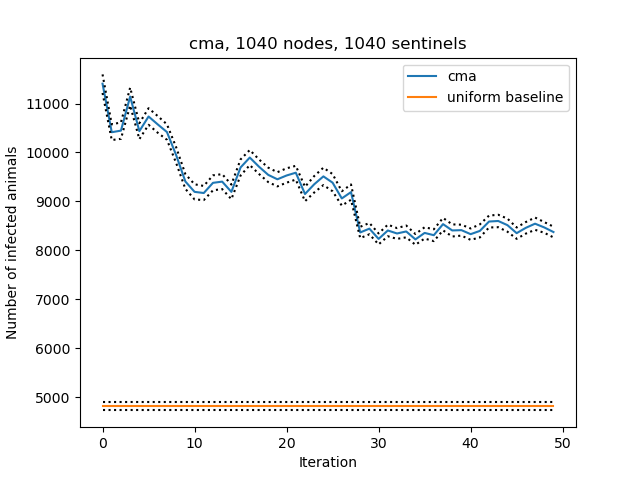 cma, 1040 nodes, 1040 sentinels
cma
uniform baseline
Number of infected animals
11000
10000
9000
8000
7000
6000
5000
0 10 20 30 40 50
Iteration